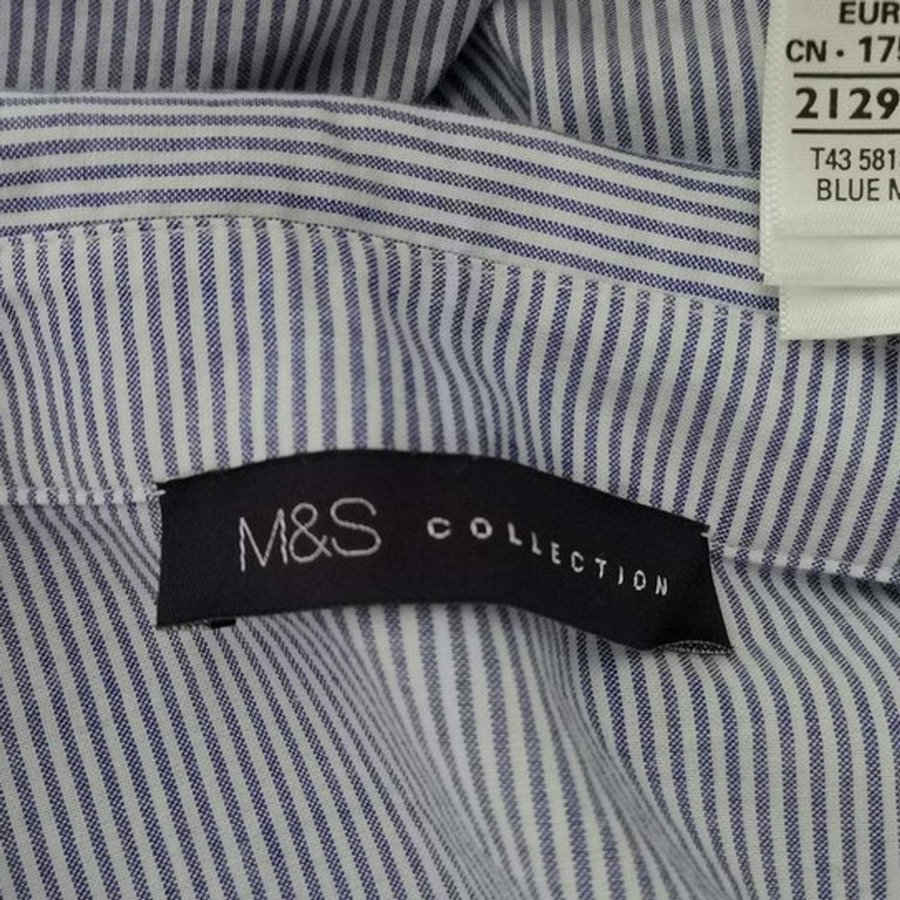 EUR
CN · 175
2129
T43 581
BLUE
M&S COLLECTION